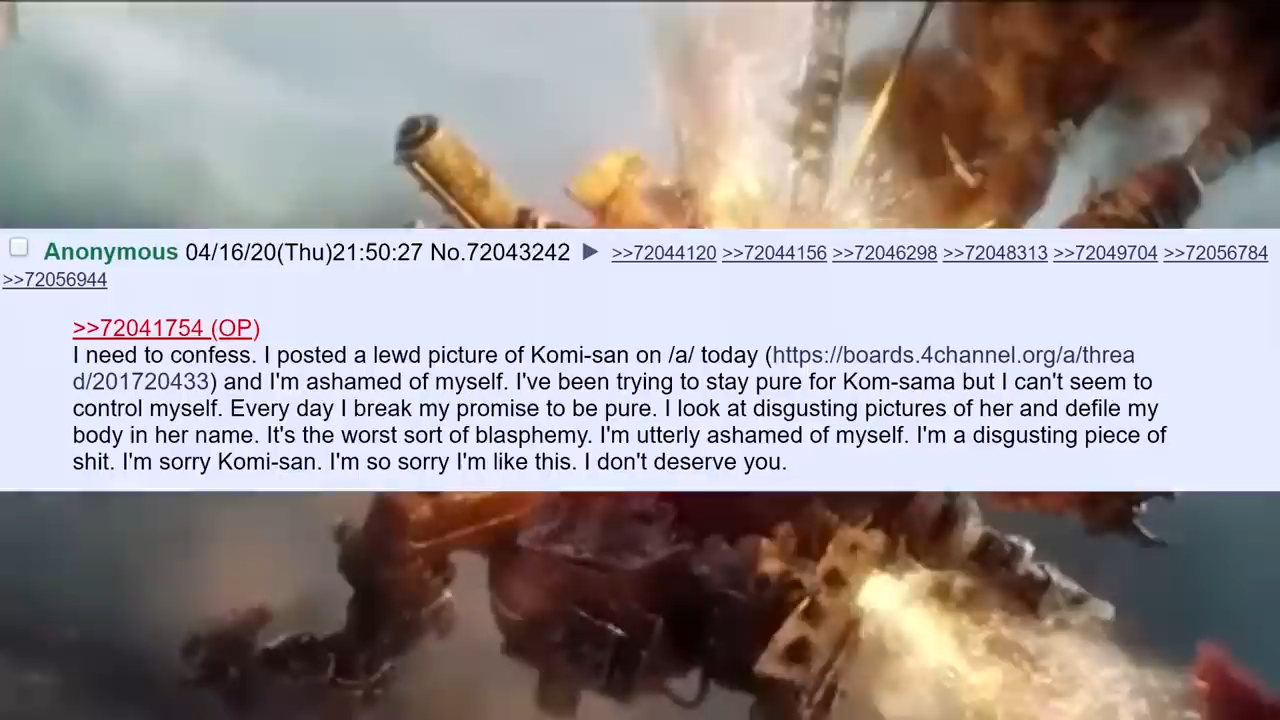 Anonymous 04/16/20(Thu)21:50:27 No.72043242 ▶ >>72044120 >>72044156 >>72046298 >>72048313 >>72049704 >>72056784
>>72056944
>>72041754 (OP)
I need to confess. I posted a lewd picture of Komi-san on /a/ today (https://boards.4channel.org/a/threa
d/201720433) and I'm ashamed of myself. I've been trying to stay pure for Kom-sama but I can't seem to
control myself. Every day I break my promise to be pure. I look at disgusting pictures of her and defile my
body in her name. It's the worst sort of blasphemy. I'm utterly ashamed of myself. I'm a disgusting piece of
shit. I'm sorry Komi-san. I'm so sorry I'm like this. I don't deserve you.